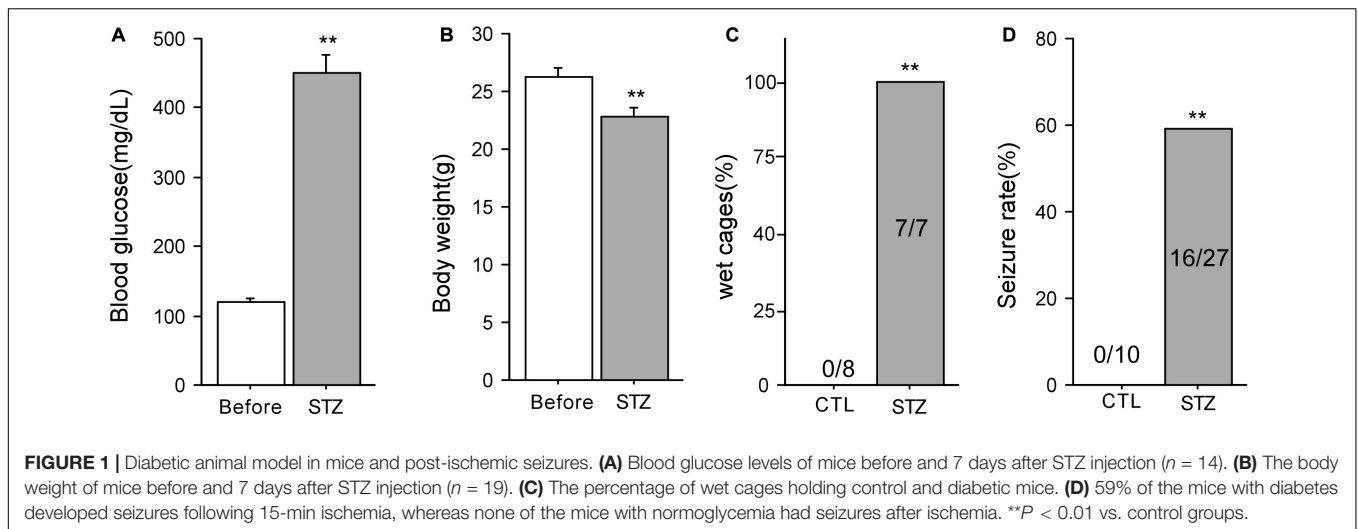 A
500
400
300
200
100
0
Blood glucose(mg/dL)
**
Before STZ
B
30
25
20
15
10
5
0
Body weight(g)
**
Before STZ
C
100
75
40
25
0
wet cages(%)
**
0/8
7/7
CTL STZ
D
80
60
40
20
0
Seizure rate(%)
**
0/10
16/27
CTL STZ
FIGURE 1 | Diabetic animal model in mice and post-ischemic seizures. (A) Blood glucose levels of mice before and 7 days after STZ injection (n = 14). (B) The body
weight of mice before and 7 days after STZ injection (n = 19). (C) The percentage of wet cages holding control and diabetic mice. (D) 59% of the mice with diabetes
developed seizures following 15-min ischemia, whereas none of the mice with normoglycemia had seizures after ischemia. **P < 0.01 vs. control groups.